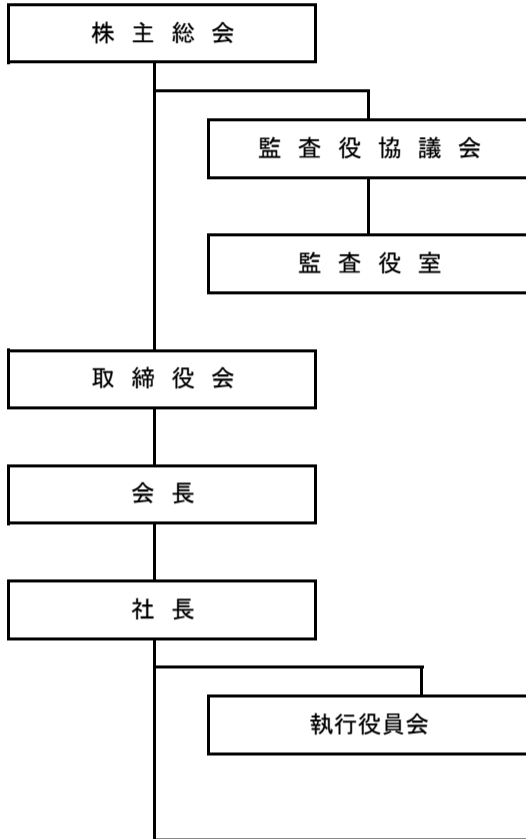 株主総会
監査役協議会
監査役室
取締役会
会長
社長
執行役員会